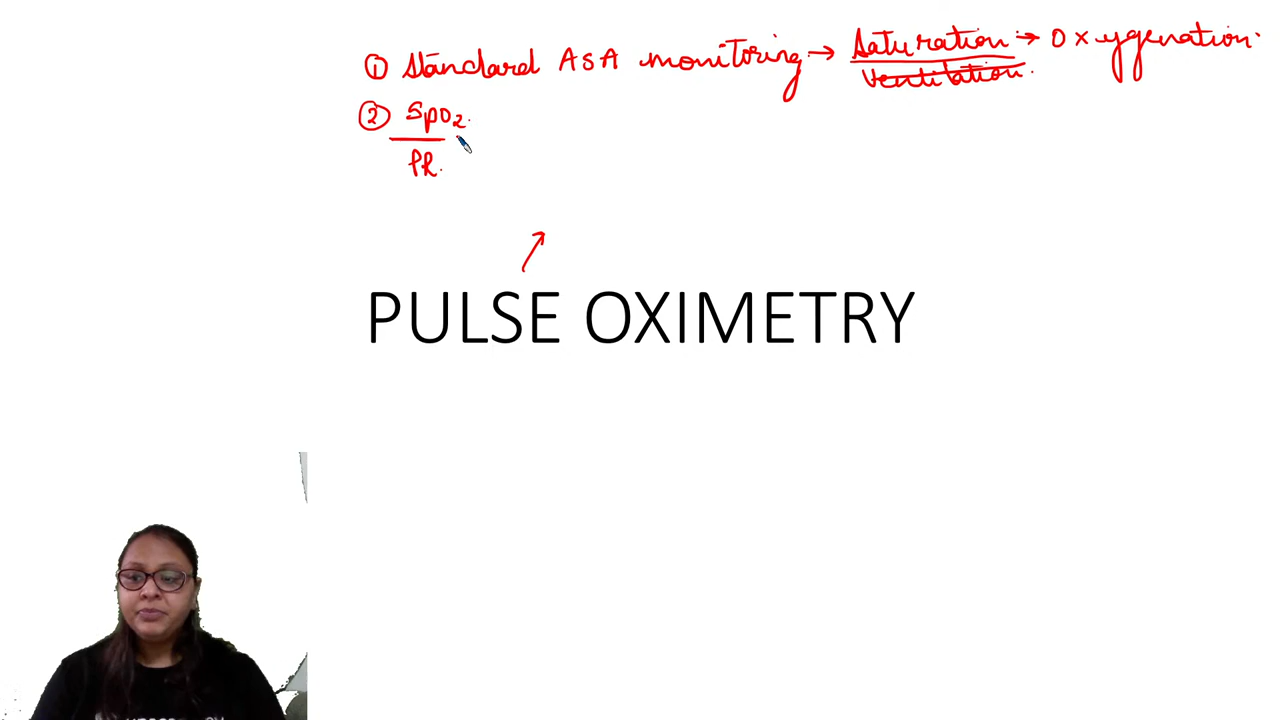 ① Standard ASA monitoring → Saturation → Oxygenation.
Ventilation.
② SpO₂.
PR.
PULSE OXIMETRY